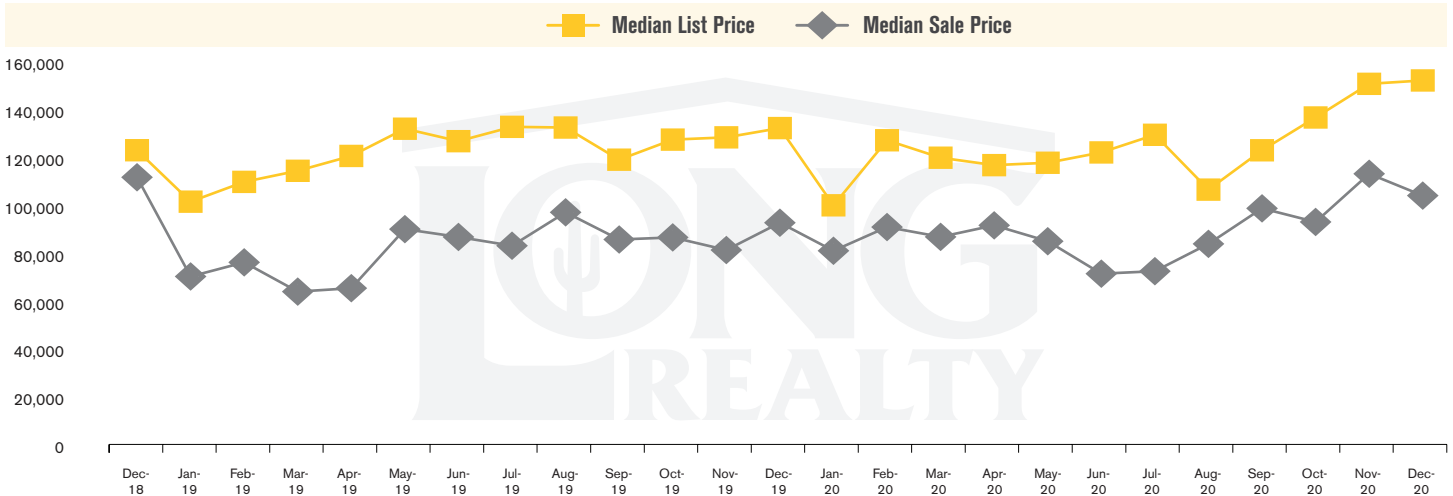 Median List Price Median Sale Price
160,000
140,000
120,000
100,000
80,000
60,000
40,000
20,000
0
LONG
REALTY
Dec- Jan- Feb- Mar- Apr- May- Jun- Jul- Aug- Sep- Oct- Nov- Dec- Jan- Feb- Mar- Apr- May- Jun- Jul- Aug- Sep- Oct- Nov- Dec-
18 19 19 19 19 19 19 19 19 19 19 19 19 20 20 20 20 20 20 20 20 20 20 20 20